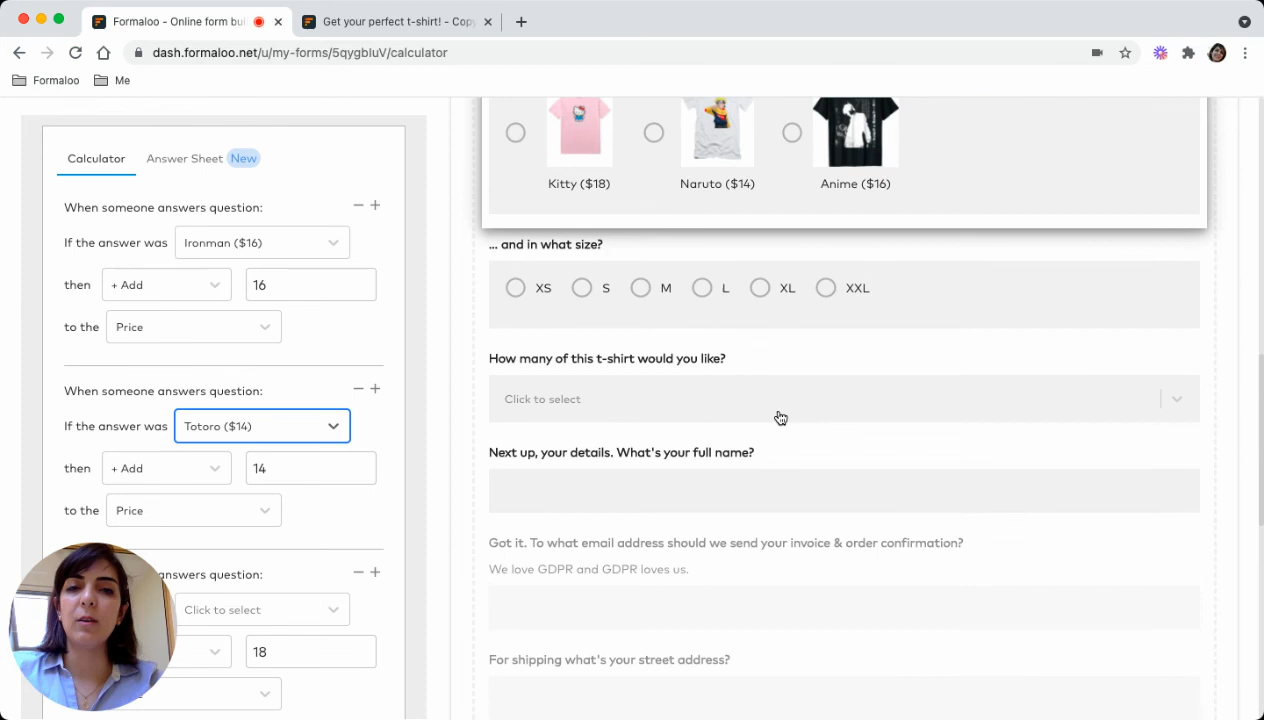 Formaloo - Online form bui
Get your perfect t-shirt! - Copy
dash.formaloo.net/u/my-forms/5qygbluV/calculator
Formaloo
Me
Calculator
Answer Sheet New
When someone answers question:
If the answer was Ironman ($16)
then + Add 16
to the Price
When someone answers question:
If the answer was Totoro ($14)
then + Add 14
to the Price
answers question:
Click to select
18
Kitty ($18)
Naruto ($14)
Anime ($16)
... and in what size?
XS S M L XL XXL
How many of this t-shirt would you like?
Click to select
Next up, your details. What's your full name?
Got it. To what email address should we send your invoice & order confirmation?
We love GDPR and GDPR loves us.
For shipping what's your street address?